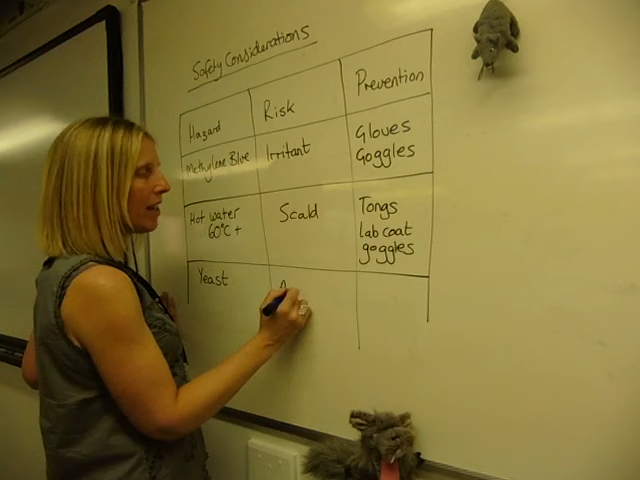 Safety Considerations
Hazard
Risk
Prevention
Methylene Blue
Irritant
Gloves
Goggles
Hot water
60°C +
Scald
Tongs
lab coat
goggles
Yeast